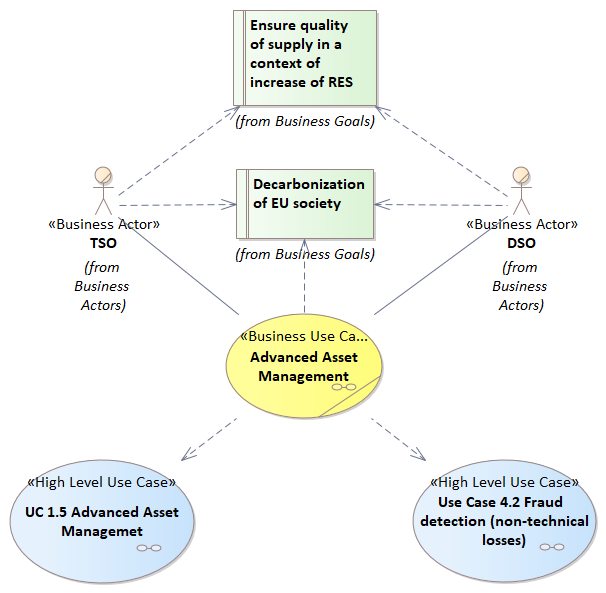 Ensure quality
of supply in a
context of
increase of RES
(from Business Goals)
Decarbonization
of EU society
(from Business Goals)
«Business Actor»
TSO
(from
Business
Actors)
«Business Actor»
DSO
(from
Business
Actors)
«Business Use Ca...
Advanced Asset
Management
«High Level Use Case»
UC 1.5 Advanced Asset
Managemet
«High Level Use Case»
Use Case 4.2 Fraud
detection (non-technical
losses)